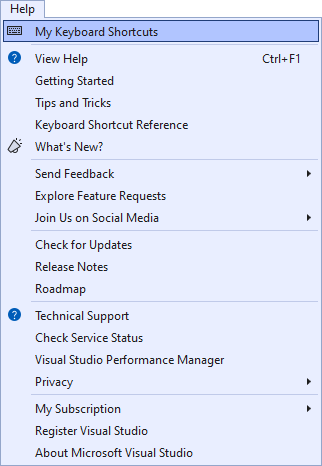 Help
My Keyboard Shortcuts
View Help Ctrl+F1
Getting Started
Tips and Tricks
Keyboard Shortcut Reference
What's New?
Send Feedback
Explore Feature Requests
Join Us on Social Media
Check for Updates
Release Notes
Roadmap
Technical Support
Check Service Status
Visual Studio Performance Manager
Privacy
My Subscription
Register Visual Studio
About Microsoft Visual Studio